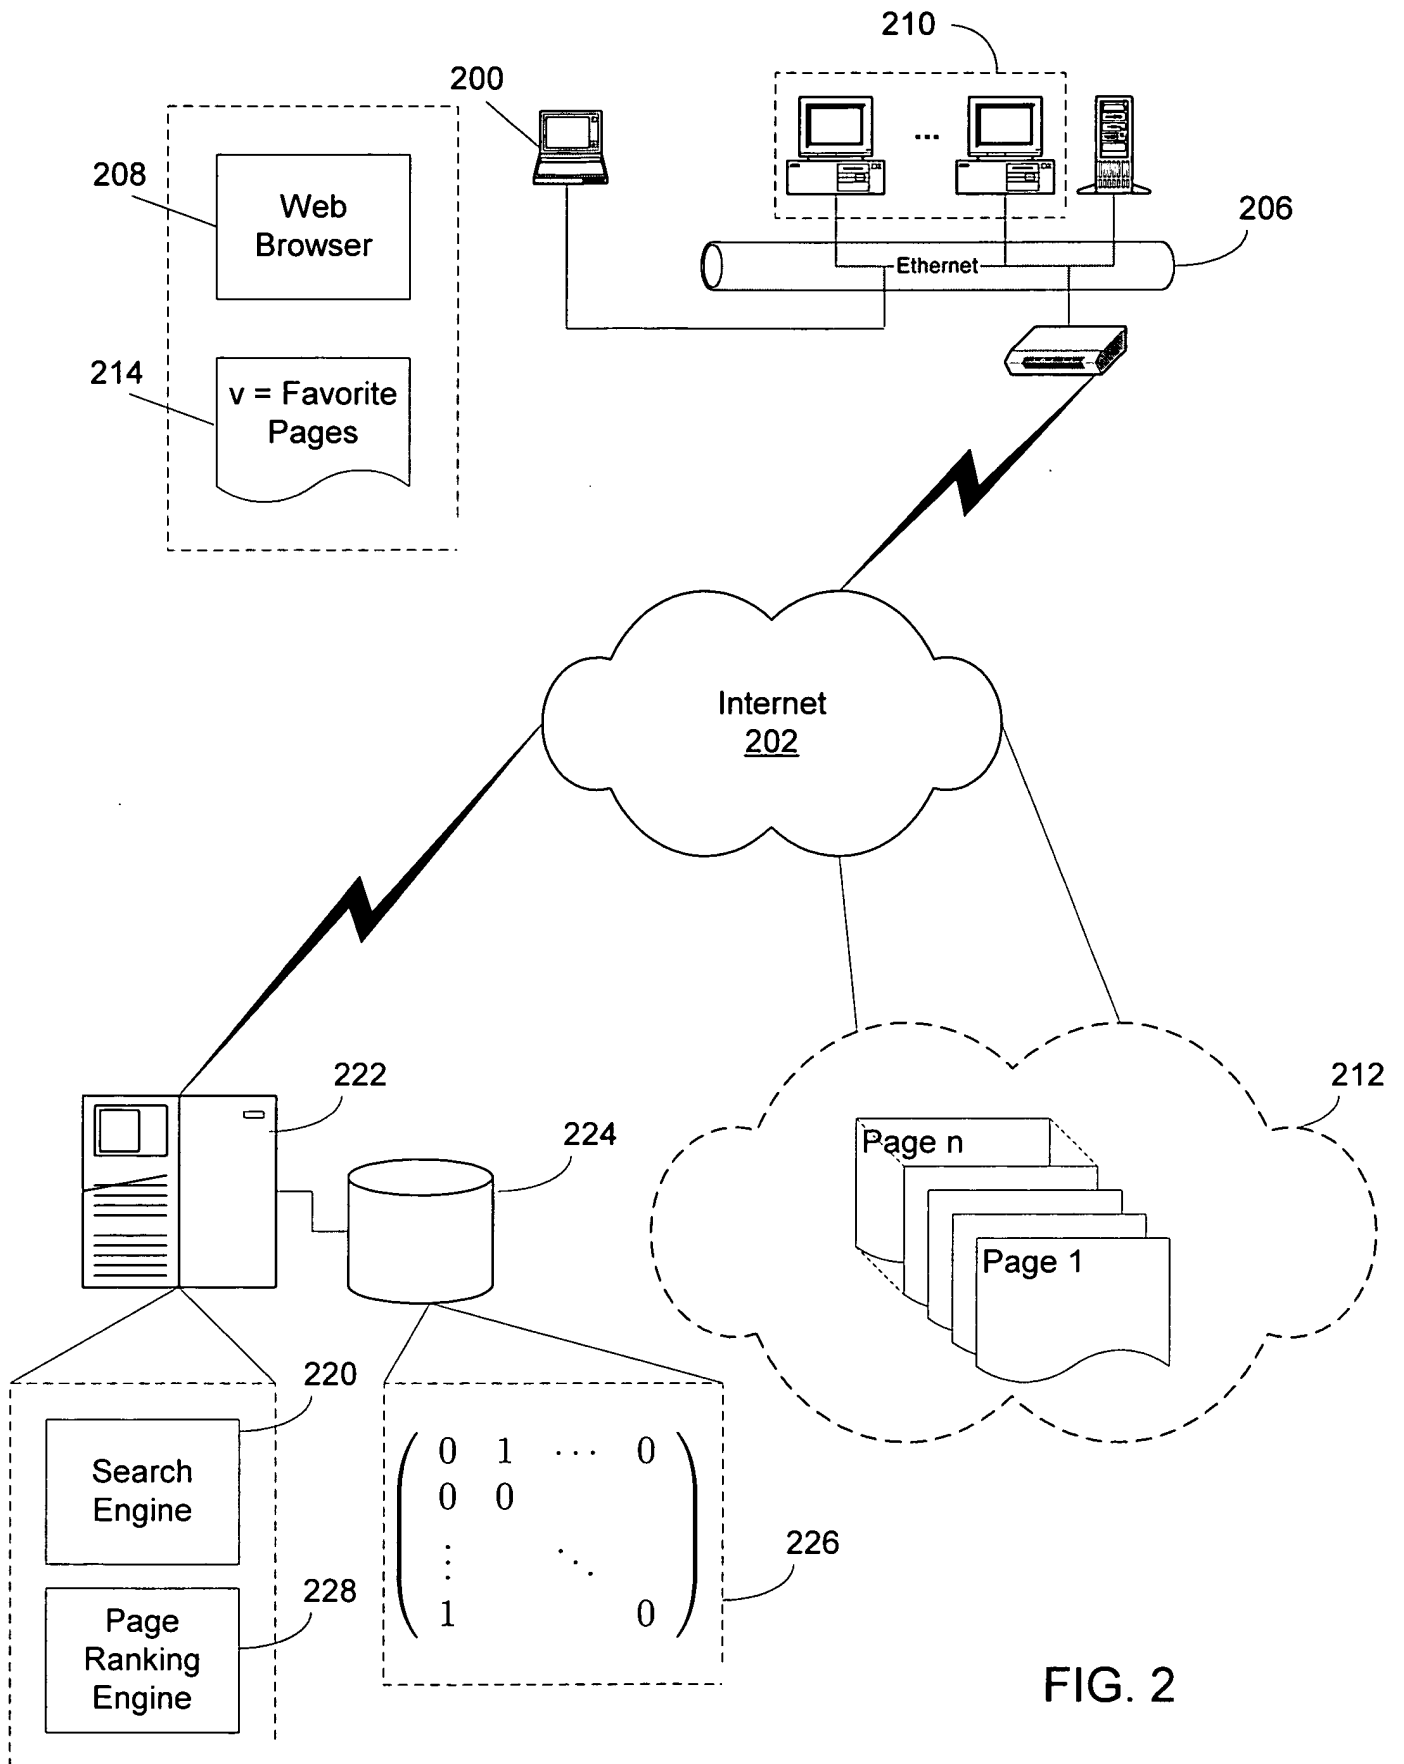 210
200
208
Web
Browser
...
206
Ethernet
214
v = Favorite
Pages
Internet
202
222
212
224
Page n
Page 1
220
Search
Engine
0 1 ⋯ 0
0 0
⋮ ⋱
1 0
226
228
Page
Ranking
Engine
FIG. 2